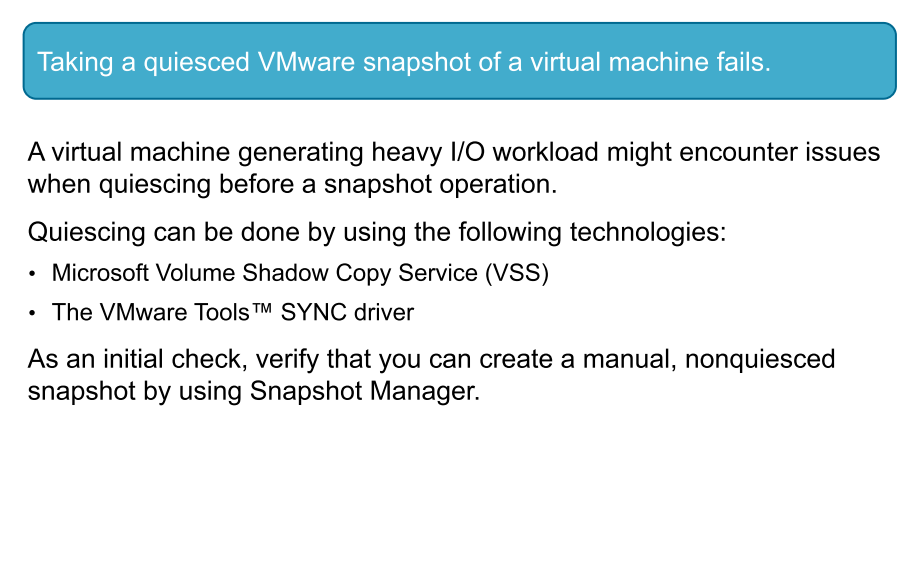 Taking a quiesced VMware snapshot of a virtual machine fails.
A virtual machine generating heavy I/O workload might encounter issues
when quiescing before a snapshot operation.
Quiescing can be done by using the following technologies:
• Microsoft Volume Shadow Copy Service (VSS)
• The VMware Tools™ SYNC driver
As an initial check, verify that you can create a manual, nonquiesced
snapshot by using Snapshot Manager.